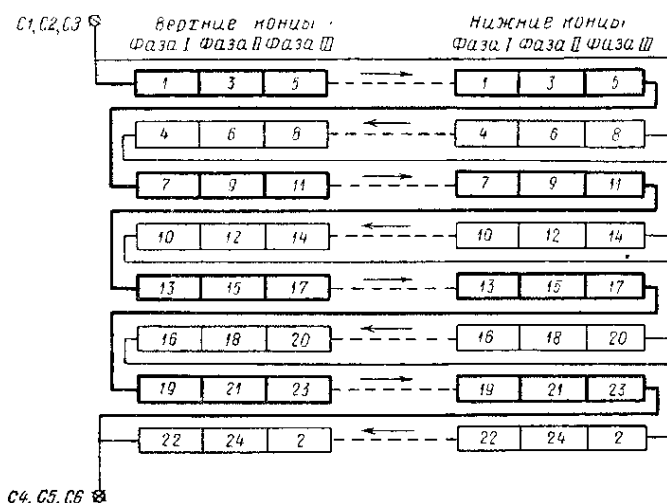 С1, С2, С3 Верхние концы Нижние концы
Фаза I Фаза II Фаза III Фаза I Фаза II Фаза III
1 3 5 1 3 5
4 6 8 4 6 8
7 9 11 7 9 11
10 12 14 10 12 14
13 15 17 13 15 17
16 18 20 16 18 20
19 21 23 19 21 23
22 24 2 22 24 2
С4, С5, С6